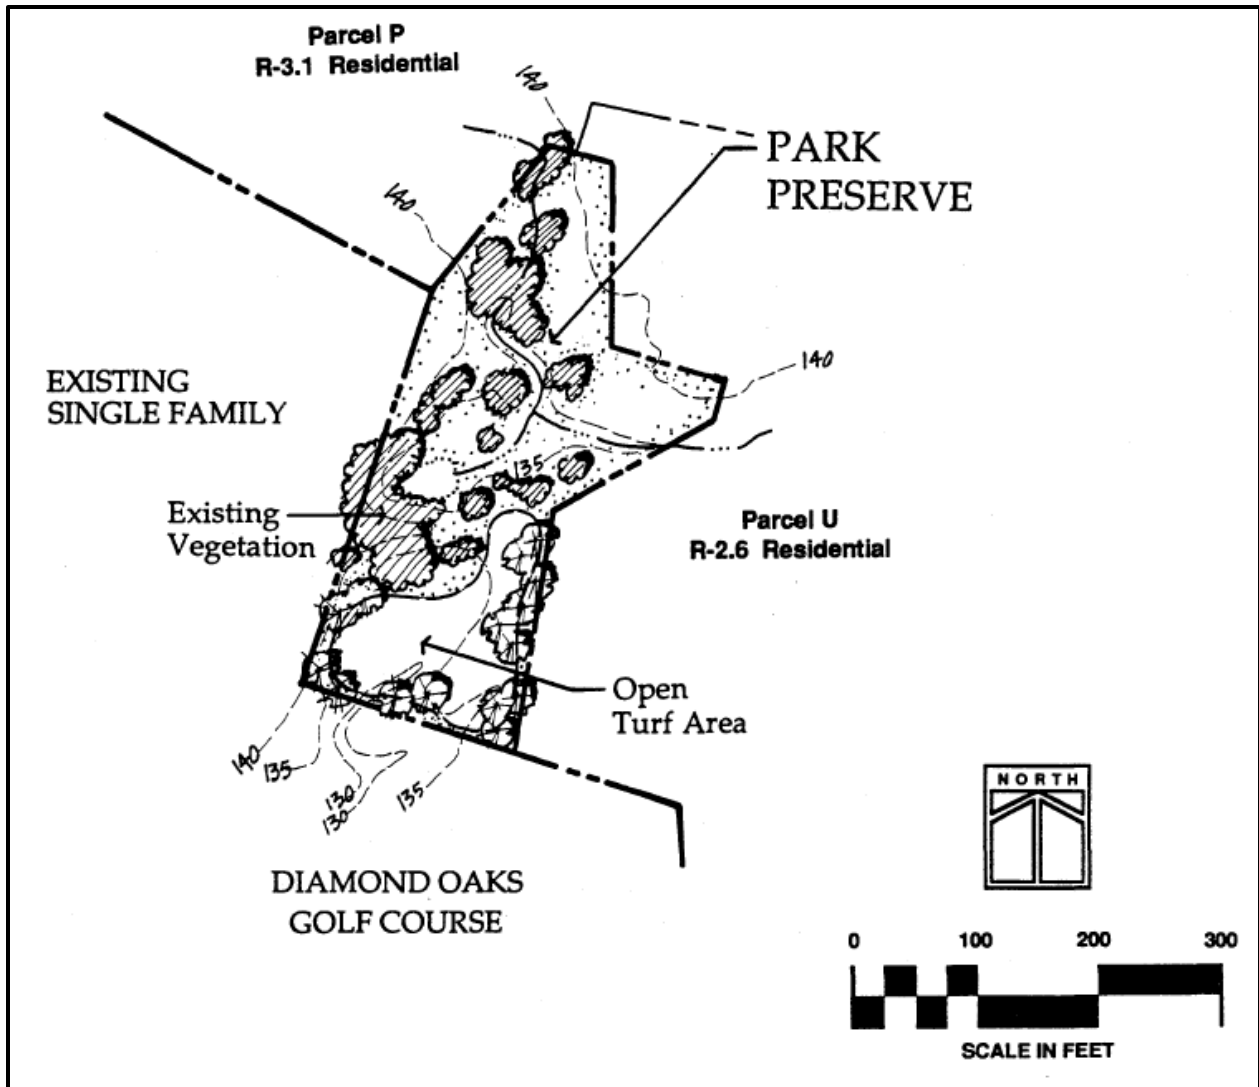 Parcel P
R-3.1 Residential
140
PARK
PRESERVE
140
140
EXISTING
SINGLE FAMILY
135
Existing
Vegetation
Parcel U
R-2.6 Residential
Open
Turf Area
140
135
130
130
135
NORTH
DIAMOND OAKS
GOLF COURSE
0 100 200 300
SCALE IN FEET